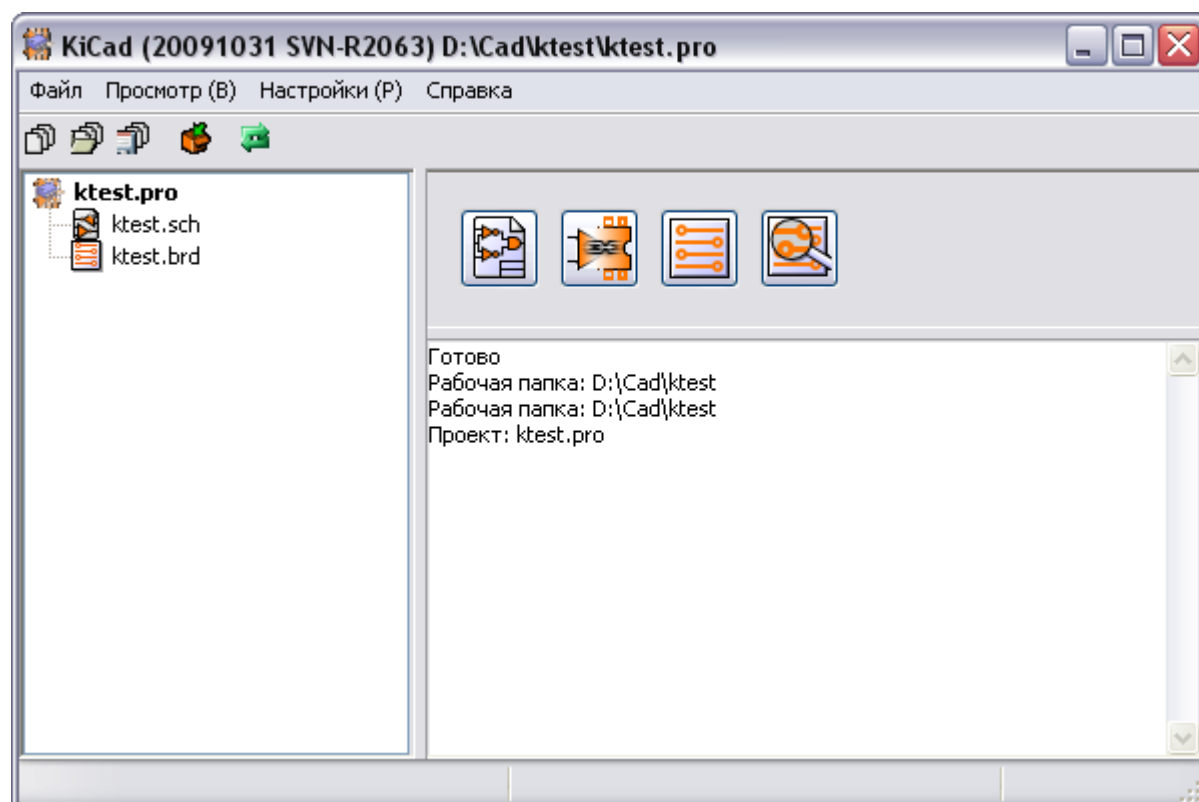 KiCad (20091031 SVN-R2063) D:\Cad\ktest\ktest.pro
Файл Просмотр (В) Настройки (Р) Справка
ktest.pro
ktest.sch
ktest.brd
Готово
Рабочая папка: D:\Cad\ktest
Рабочая папка: D:\Cad\ktest
Проект: ktest.pro